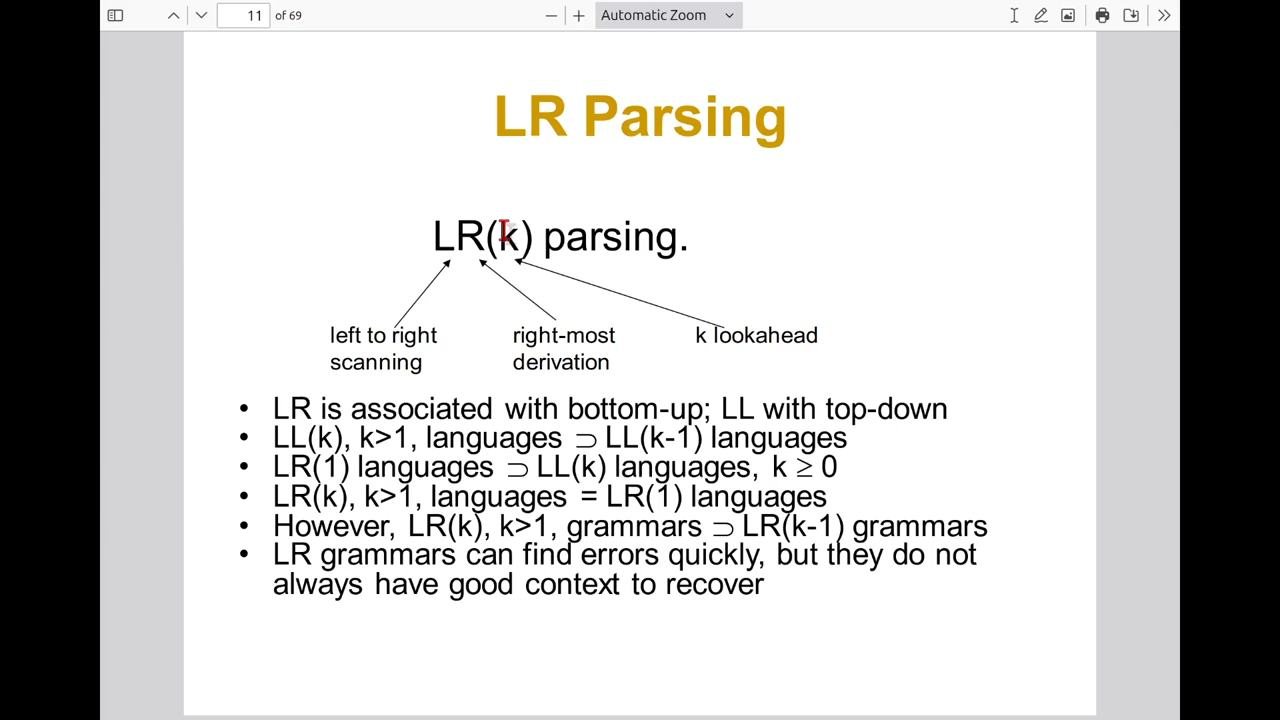 11 of 69
Automatic Zoom
LR Parsing
LR(k) parsing.
left to right right-most k lookahead
scanning derivation
• LR is associated with bottom-up; LL with top-down
• LL(k), k>1, languages ⊃ LL(k-1) languages
• LR(1) languages ⊃ LL(k) languages, k ≥ 0
• LR(k), k>1, languages = LR(1) languages
• However, LR(k), k>1, grammars ⊃ LR(k-1) grammars
• LR grammars can find errors quickly, but they do not
always have good context to recover